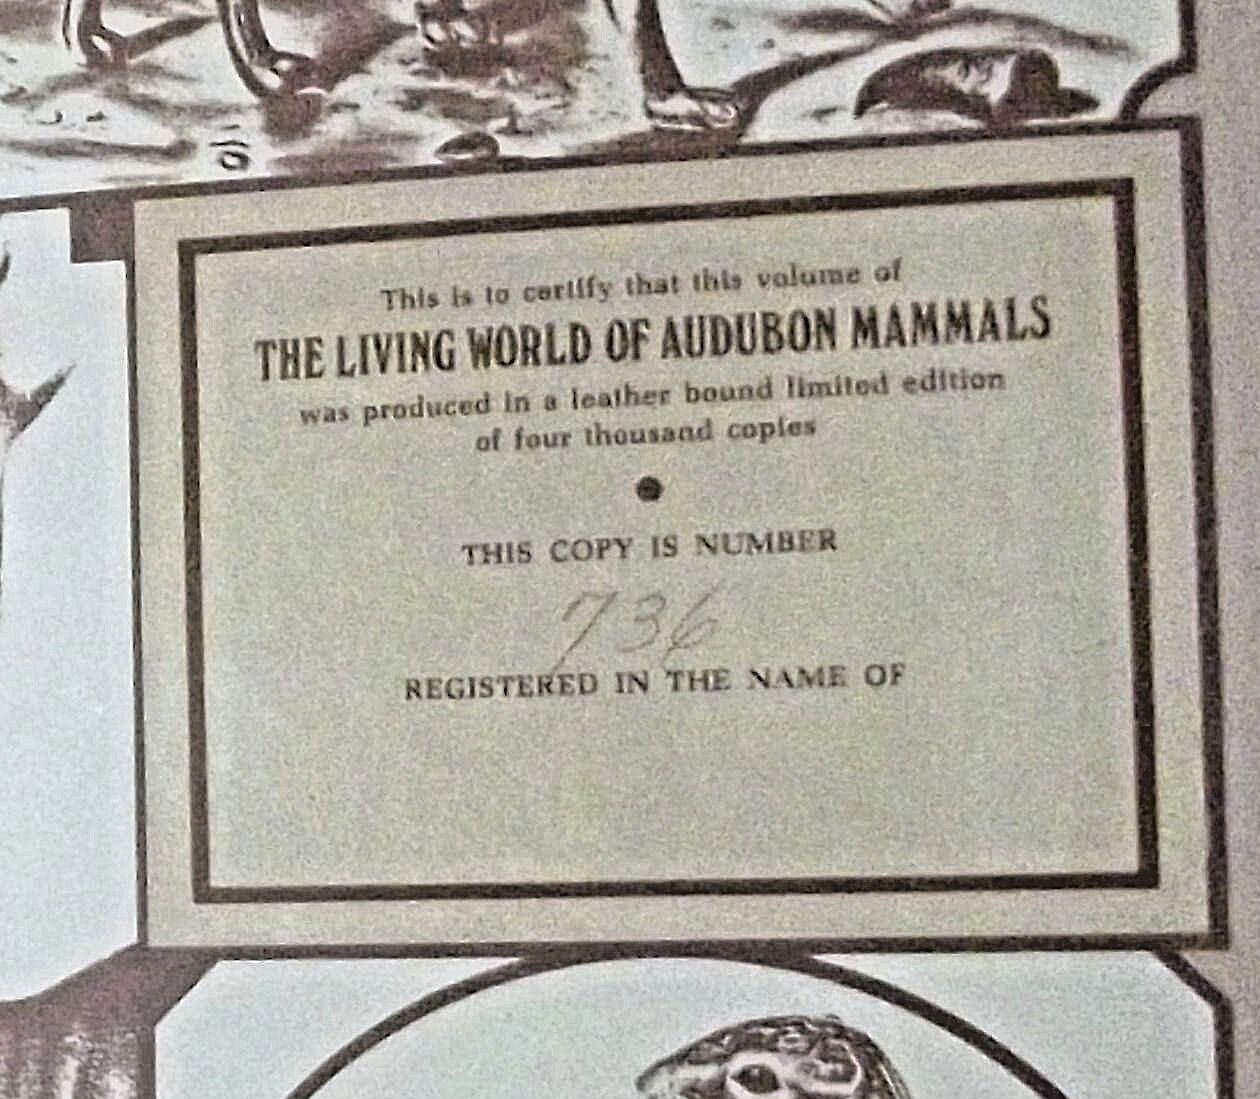 This is to certify that this volume of
THE LIVING WORLD OF AUDUBON MAMMALS
was produced in a leather bound limited edition
of four thousand copies
THIS COPY IS NUMBER
736
REGISTERED IN THE NAME OF